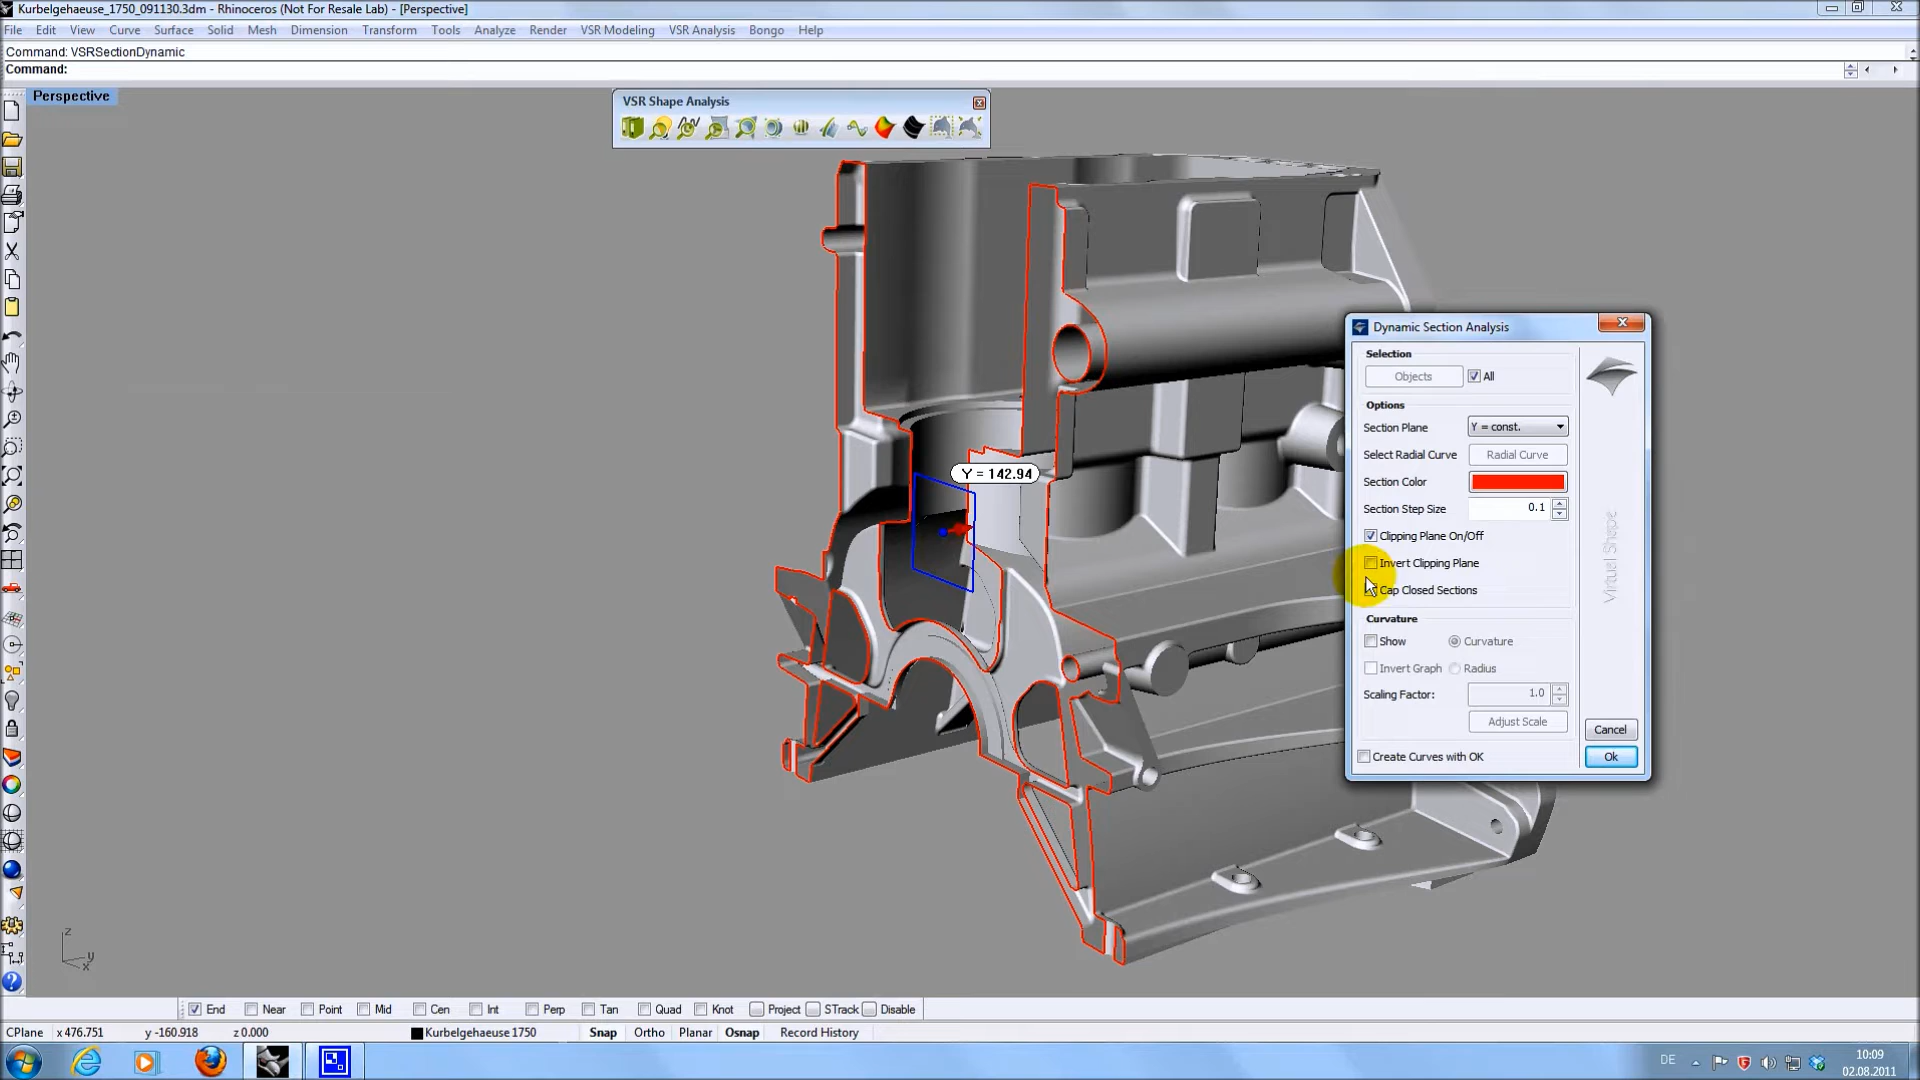 Kurbelgehaeuse_1750_091130.3dm - Rhinoceros (Not For Resale Lab) - [Perspective]
File Edit View Curve Surface Solid Mesh Dimension Transform Tools Analyze Render VSR Modeling VSR Analysis Bongo Help
Command: VSRSectionDynamic
Command:
Perspective
VSR Shape Analysis
Y = 142.94
Dynamic Section Analysis
Selection
Objects All
Options
Section Plane Y = const.
Select Radial Curve Radial Curve
Section Color
Section Step Size 0.1
Clipping Plane On/Off
Invert Clipping Plane
Cap Closed Sections
Curvature
Show Curvature
Invert Graph Radius
Scaling Factor: 1.0
Adjust Scale
Create Curves with OK
Cancel
Ok
Virtual Shape
z
y
x
End Near Point Mid Cen Int Perp Tan Quad Knot Project STrack Disable
CPlane x 476.751 y -160.918 z 0.000 Kurbelgehaeuse 1750 Snap Ortho Planar Osnap Record History
DE
10:09
02.08.2011